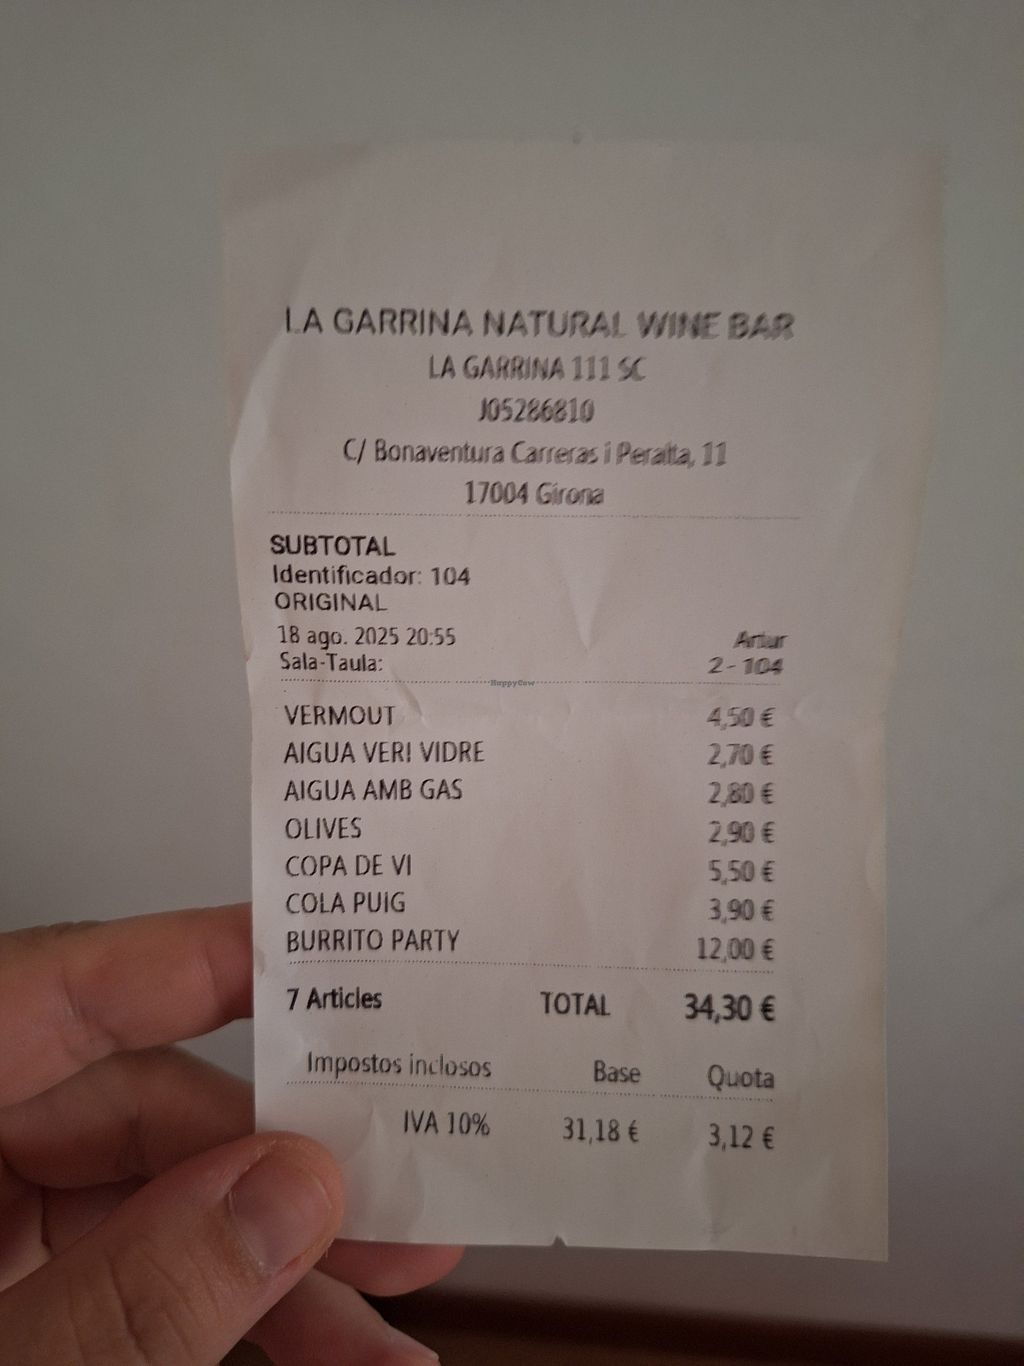 LA GARRINA NATURAL WINE BAR
LA GARRINA 111 SC
J05286810
C/ Bonaventura Carreras i Peralta, 11
17004 Girona
SUBTOTAL
Identificador: 104
ORIGINAL
18 ago. 2025 20:55 Artur
Sala-Taula: 2 - 104
HappyCow
VERMOUT 4,50 €
AIGUA VERI VIDRE 2,70 €
AIGUA AMB GAS 2,80 €
OLIVES 2,90 €
COPA DE VI 5,50 €
COLA PUIG 3,90 €
BURRITO PARTY 12,00 €
7 Articles TOTAL 34,30 €
Impostos inclosos Base Quota
IVA 10% 31,18 € 3,12 €